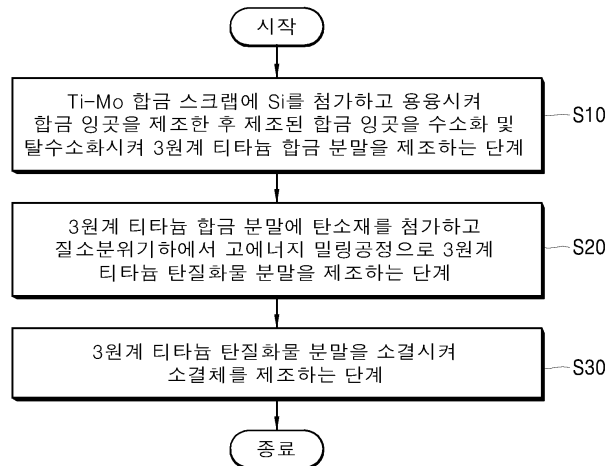 시작
Ti-Mo 합금 스크랩에 Si를 첨가하고 용융시켜
합금 잉곳을 제조한 후 제조된 합금 잉곳을 수소화 및
탈수소화시켜 3원계 티타늄 합금 분말을 제조하는 단계
S10
3원계 티타늄 합금 분말에 탄소재를 첨가하고
질소분위기하에서 고에너지 밀링공정으로 3원계
티타늄 탄질화물 분말을 제조하는 단계
S20
3원계 티타늄 탄질화물 분말을 소결시켜
소결체를 제조하는 단계
S30
종료